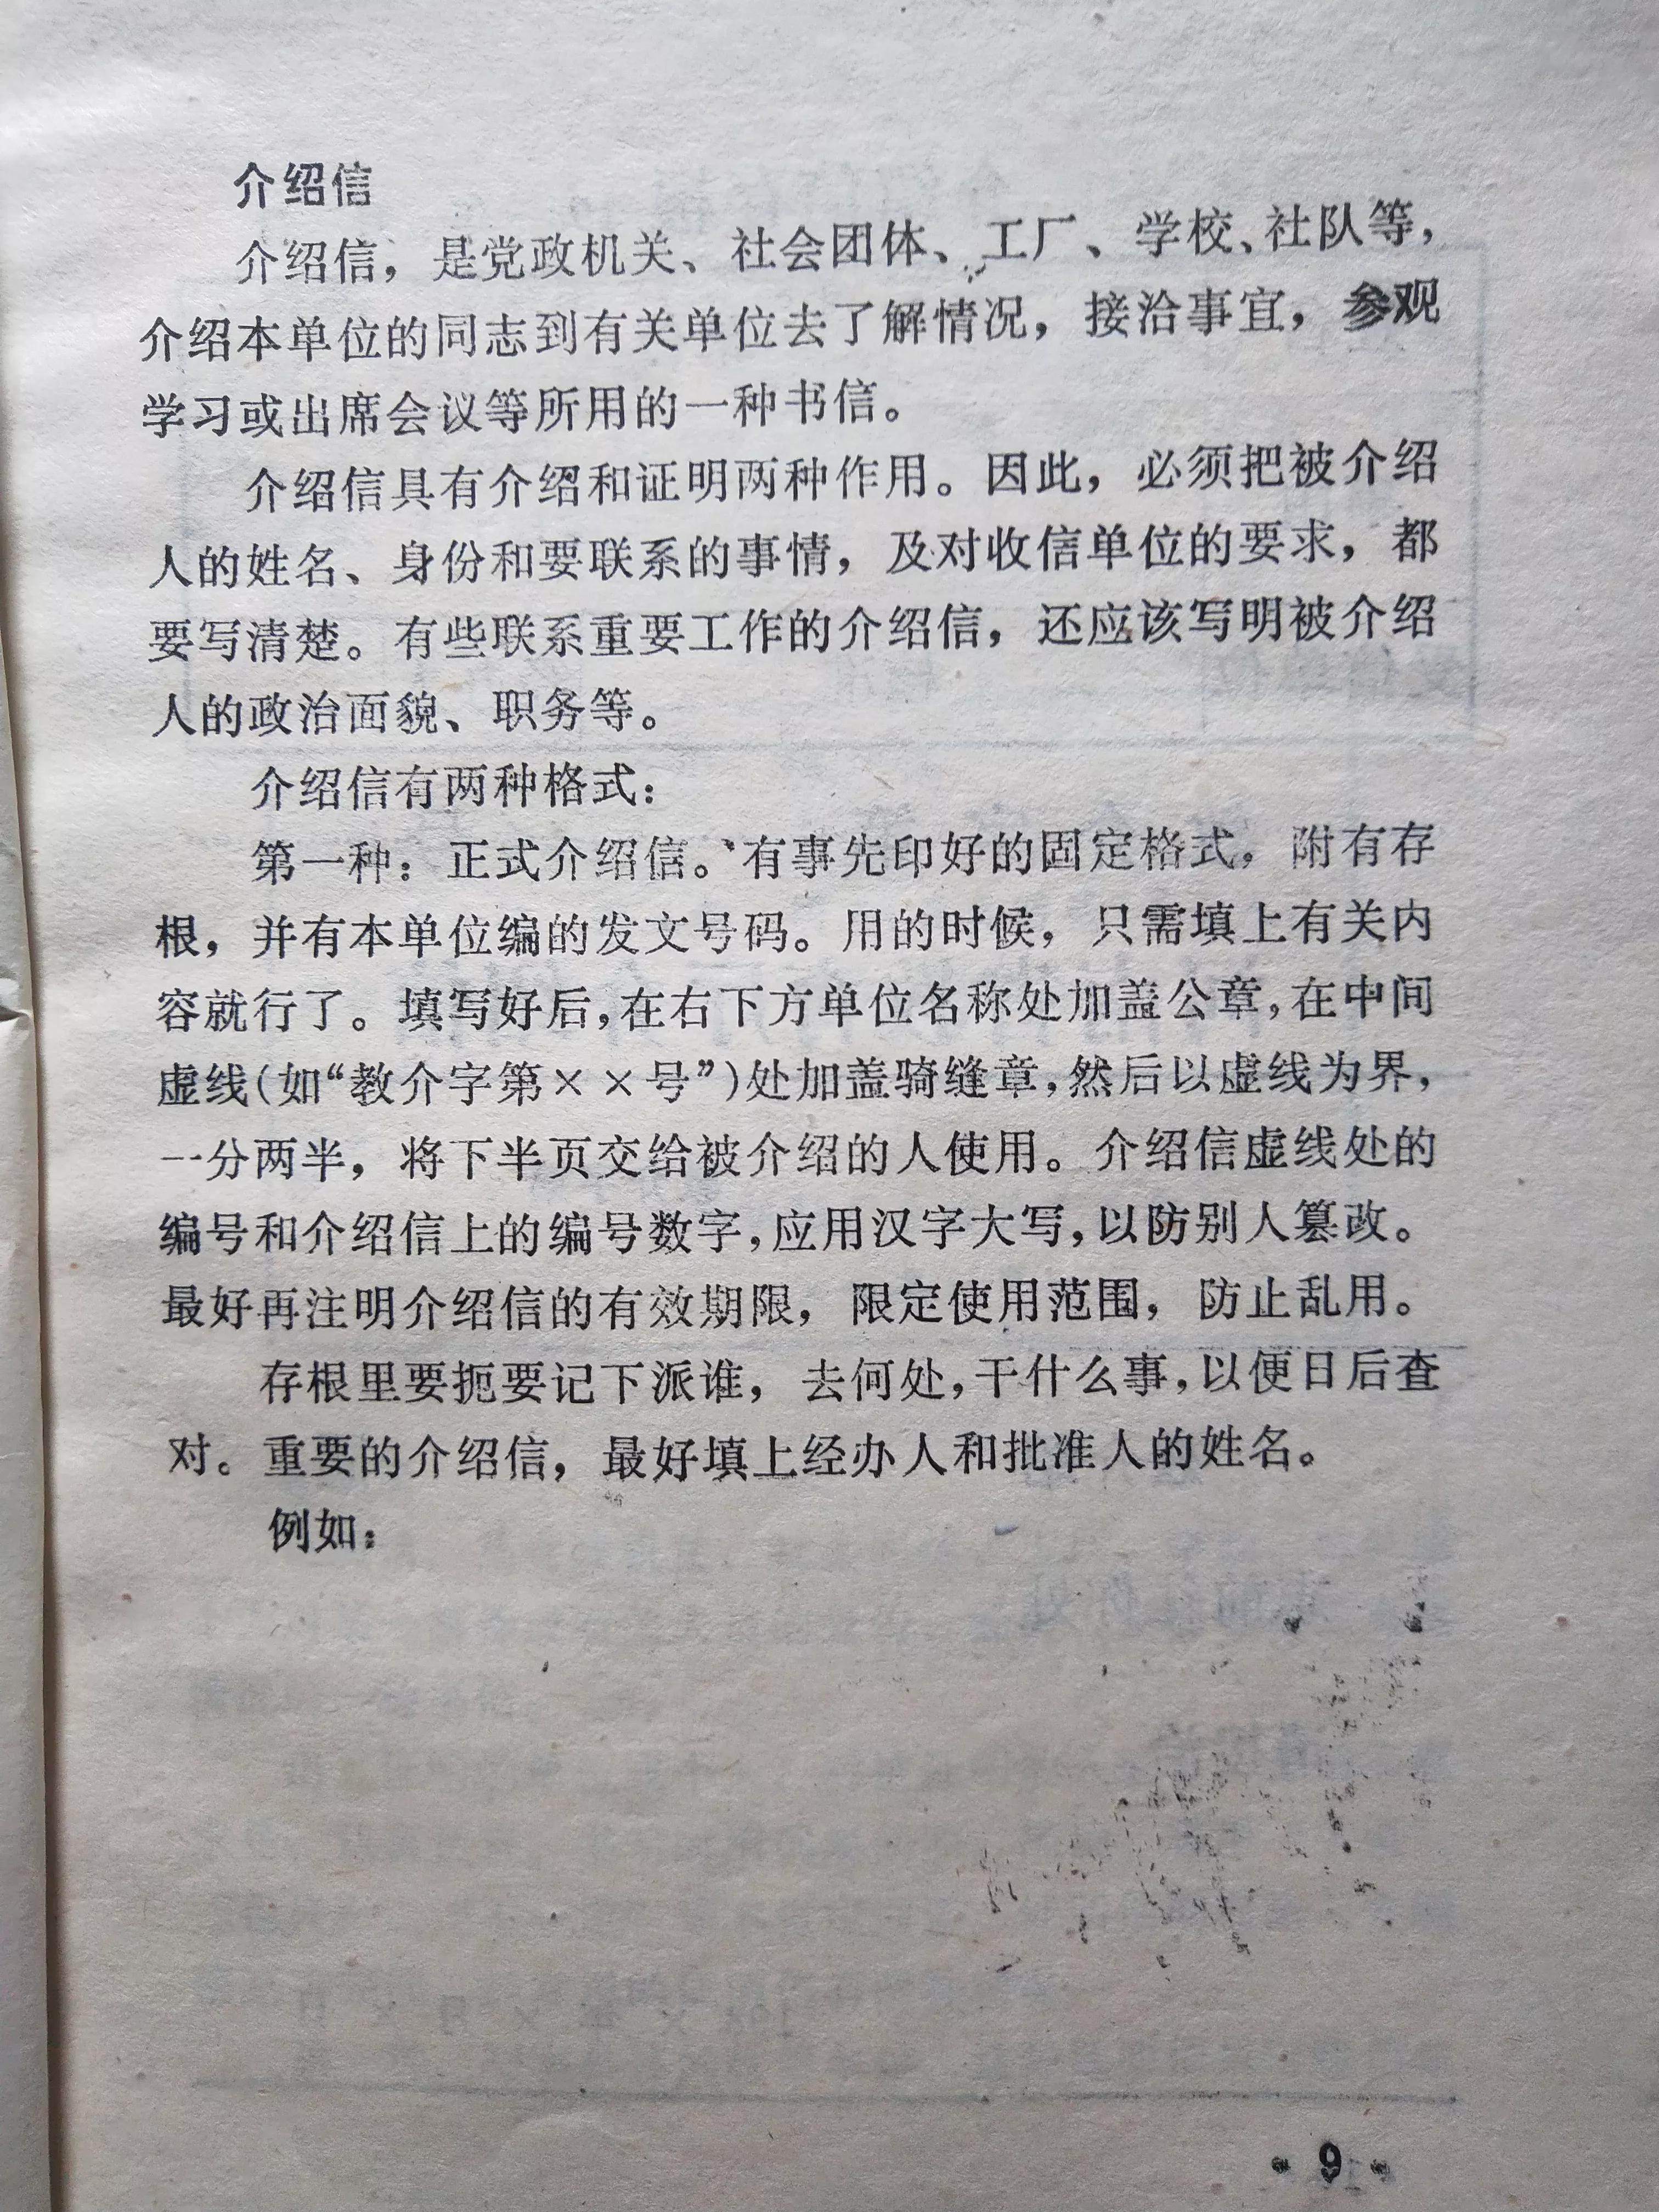 介绍信
介绍信，是党政机关、社会团体、工厂、学校、社队等，
介绍本单位的同志到有关单位去了解情况，接洽事宜，参观
学习或出席会议等所用的一种书信。
介绍信具有介绍和证明两种作用。因此，必须把被介绍
人的姓名、身份和要联系的事情，及对收信单位的要求，都
要写清楚。有些联系重要工作的介绍信，还应该写明被介绍
人的政治面貌、职务等。
介绍信有两种格式：
第一种：正式介绍信。有事先印好的固定格式，附有存
根，并有本单位编的发文号码。用的时候，只需填上有关内
容就行了。填写好后，在右下方单位名称处加盖公章，在中间
虚线（如“教介字第××号”）处加盖骑缝章，然后以虚线为界，
一分两半，将下半页交给被介绍的人使用。介绍信虚线处的
编号和介绍信上的编号数字，应用汉字大写，以防别人篡改。
最好再注明介绍信的有效期限，限定使用范围，防止乱用。
存根里要扼要记下派谁，去何处，干什么事，以便日后查
对。重要的介绍信，最好填上经办人和批准人的姓名。
例如：
· 9 ·